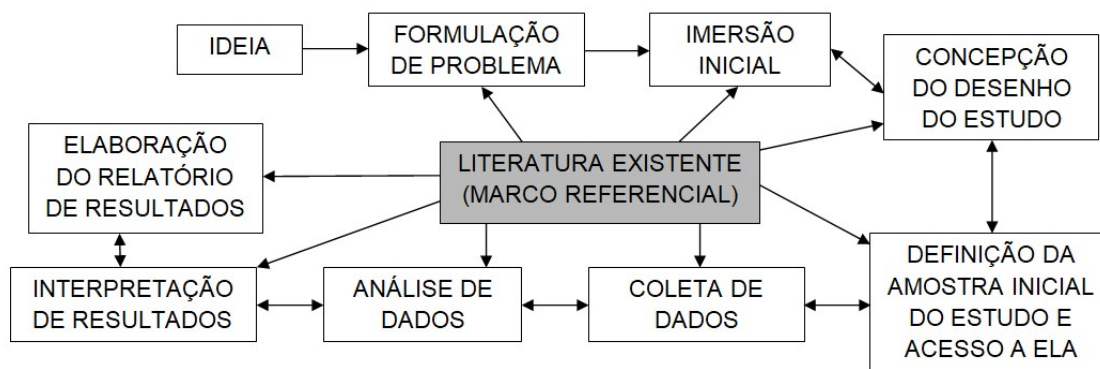 IDEIA
FORMULAÇÃO
DE PROBLEMA
IMERSÃO
INICIAL
CONCEPÇÃO
DO DESENHO
DO ESTUDO
ELABORAÇÃO
DO RELATÓRIO
DE RESULTADOS
LITERATURA EXISTENTE
(MARCO REFERENCIAL)
INTERPRETAÇÃO
DE RESULTADOS
ANÁLISE DE
DADOS
COLETA DE
DADOS
DEFINIÇÃO DA
AMOSTRA INICIAL
DO ESTUDO E
ACESSO A ELA